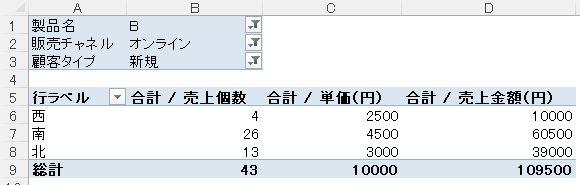 A B C D
1 製品名 B
2 販売チャネル オンライン
3 顧客タイプ 新規
4
5 行ラベル 合計 / 売上個数 合計 / 単価(円) 合計 / 売上金額(円)
6 西 4 2500 10000
7 南 26 4500 60500
8 北 13 3000 39000
9 総計 43 10000 109500